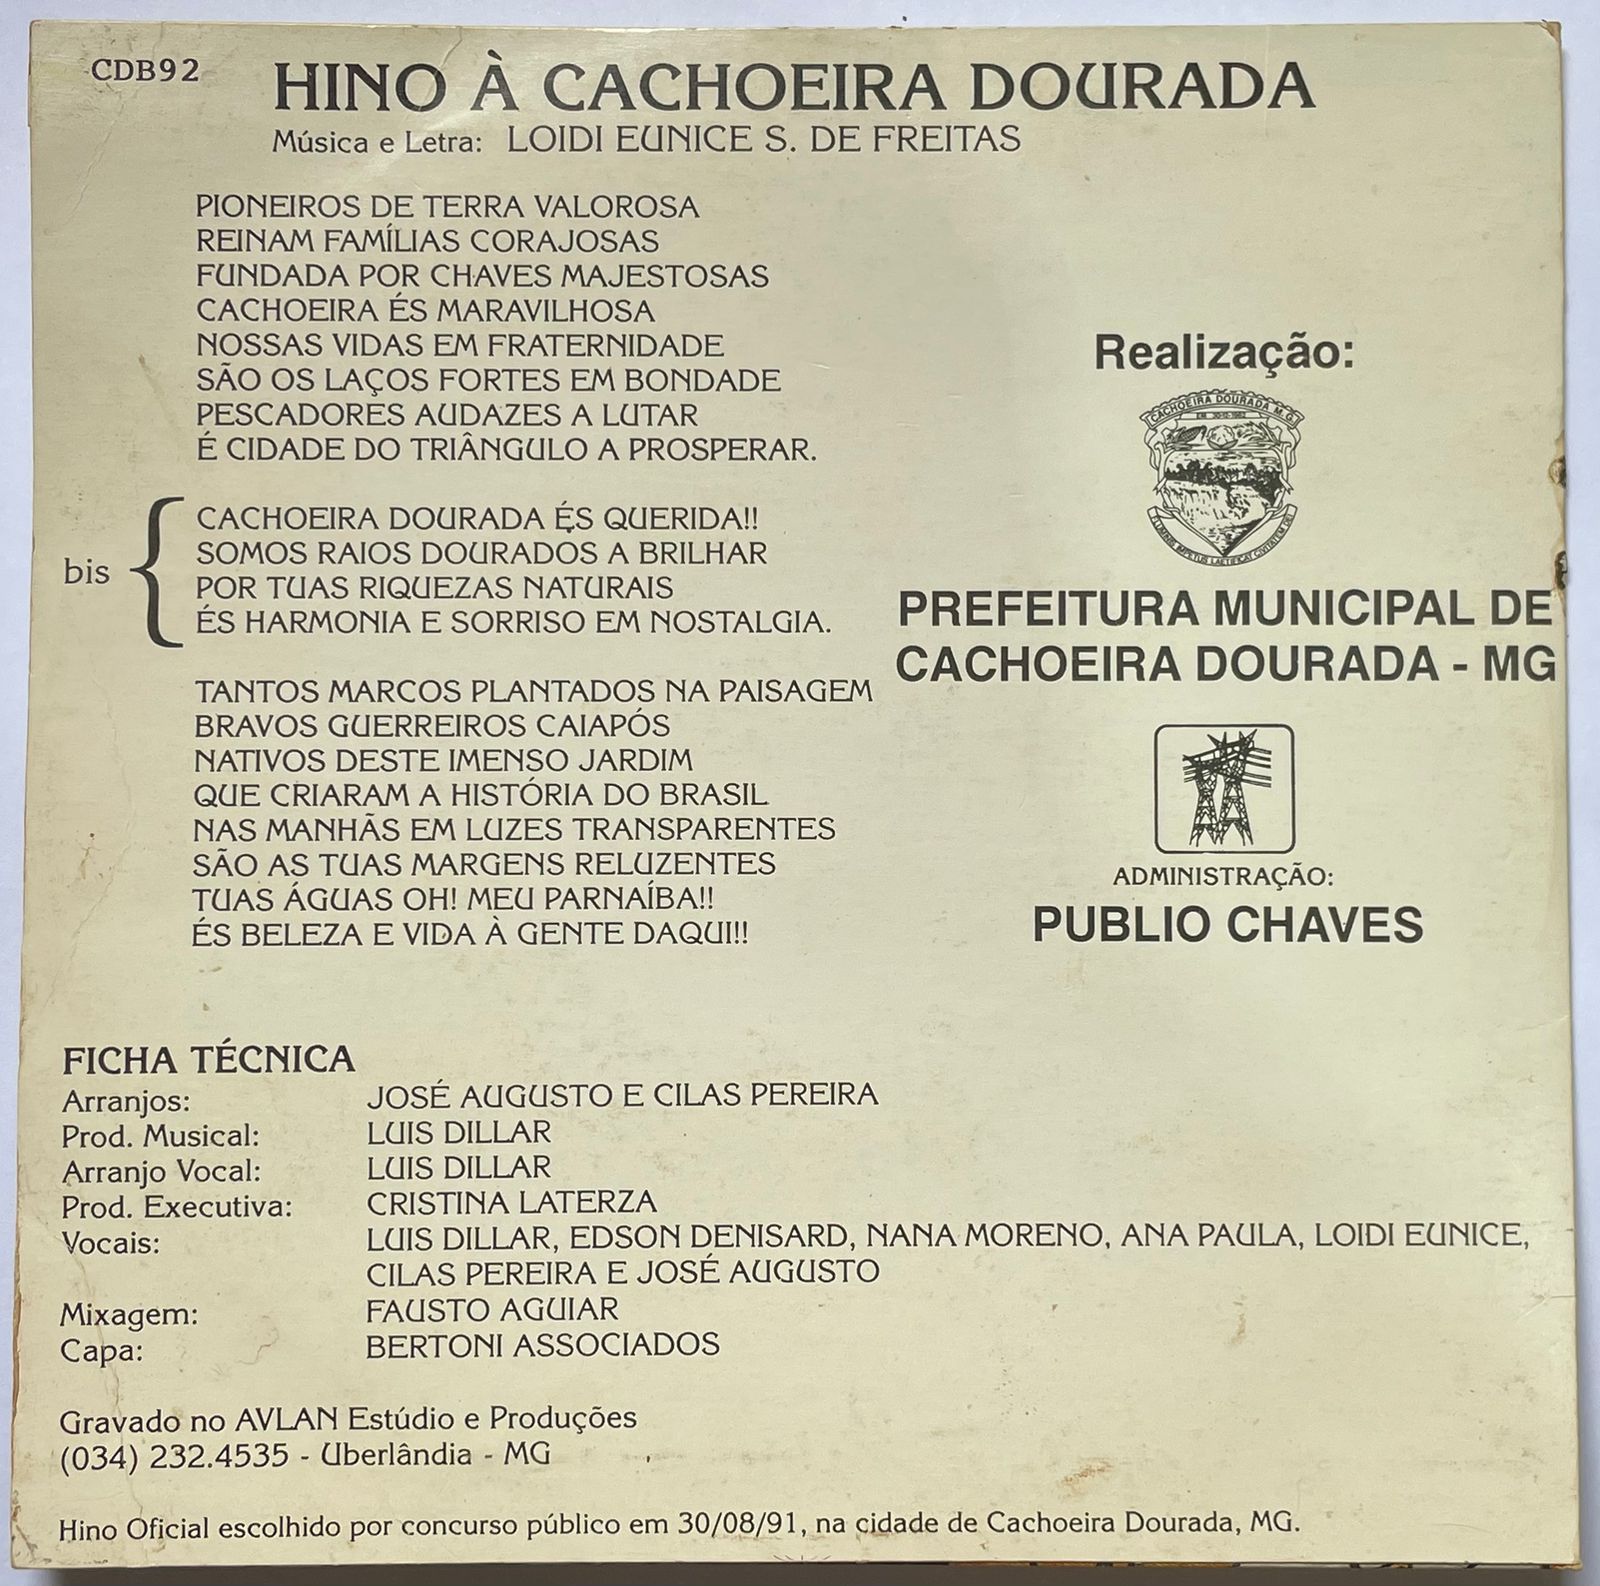 CDB92
HINO À CACHOEIRA DOURADA
Música e Letra: LOIDI EUNICE S. DE FREITAS
PIONEIROS DE TERRA VALOROSA
REINAM FAMÍLIAS CORAJOSAS
FUNDADA POR CHAVES MAJESTOSAS
CACHOEIRA ÉS MARAVILHOSA
NOSSAS VIDAS EM FRATERNIDADE
SÃO OS LAÇOS FORTES EM BONDADE
PESCADORES AUDAZES A LUTAR
É CIDADE DO TRIÂNGULO A PROSPERAR.
bis
CACHOEIRA DOURADA ÉS QUERIDA!!
SOMOS RAIOS DOURADOS A BRILHAR
POR TUAS RIQUEZAS NATURAIS
ÉS HARMONIA E SORRISO EM NOSTALGIA.
TANTOS MARCOS PLANTADOS NA PAISAGEM
BRAVOS GUERREIROS CAIAPÓS
NATIVOS DESTE IMENSO JARDIM
QUE CRIARAM A HISTÓRIA DO BRASIL
NAS MANHÃS EM LUZES TRANSPARENTES
SÃO AS TUAS MARGENS RELUZENTES
TUAS ÁGUAS OH! MEU PARNAÍBA!!
ÉS BELEZA E VIDA À GENTE DAQUI!!
Realização:
CACHOEIRA DOURADA M.G.
EM 30-12-1962
FLUMINIS IMPETUS LAETIFICAT CIVITATEM DEI
PREFEITURA MUNICIPAL DE
CACHOEIRA DOURADA - MG
ADMINISTRAÇÃO:
PUBLIO CHAVES
FICHA TÉCNICA
Arranjos: JOSÉ AUGUSTO E CILAS PEREIRA
Prod. Musical: LUIS DILLAR
Arranjo Vocal: LUIS DILLAR
Prod. Executiva: CRISTINA LATERZA
Vocais: LUIS DILLAR, EDSON DENISARD, NANA MORENO, ANA PAULA, LOIDI EUNICE,
CILAS PEREIRA E JOSÉ AUGUSTO
Mixagem: FAUSTO AGUIAR
Capa: BERTONI ASSOCIADOS
Gravado no AVLAN Estúdio e Produções
(034) 232.4535 - Uberlândia - MG
Hino Oficial escolhido por concurso público em 30/08/91, na cidade de Cachoeira Dourada, MG.